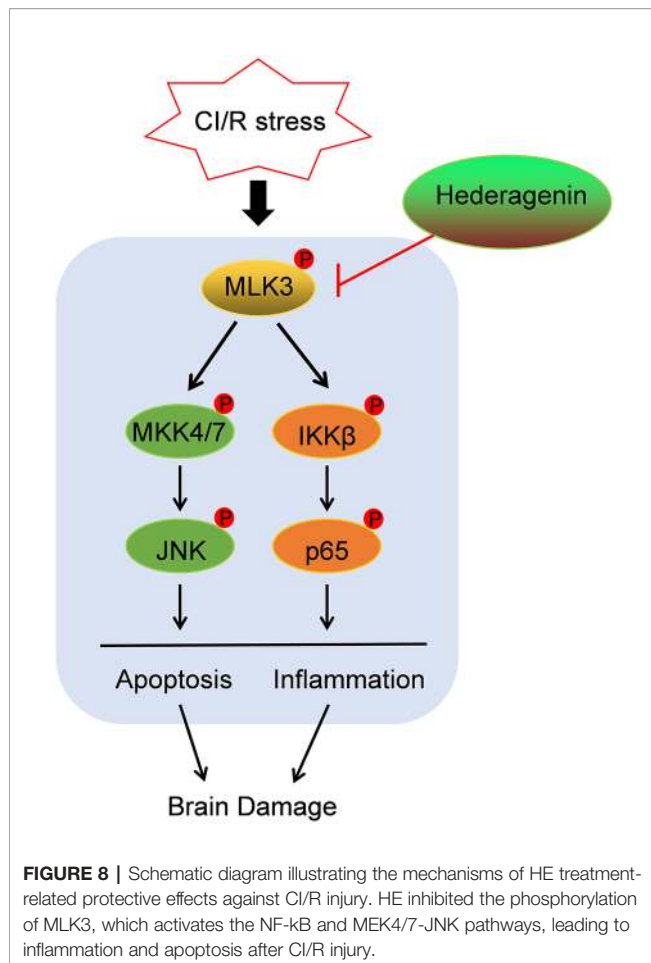 CI/R stress
Hederagenin
P
MLK3
P
P
MKK4/7
IKKβ
P
P
JNK
p65
Apoptosis
Inflammation
Brain Damage
FIGURE 8 | Schematic diagram illustrating the mechanisms of HE treatment-
related protective effects against CI/R injury. HE inhibited the phosphorylation
of MLK3, which activates the NF-kB and MEK4/7-JNK pathways, leading to
inflammation and apoptosis after CI/R injury.